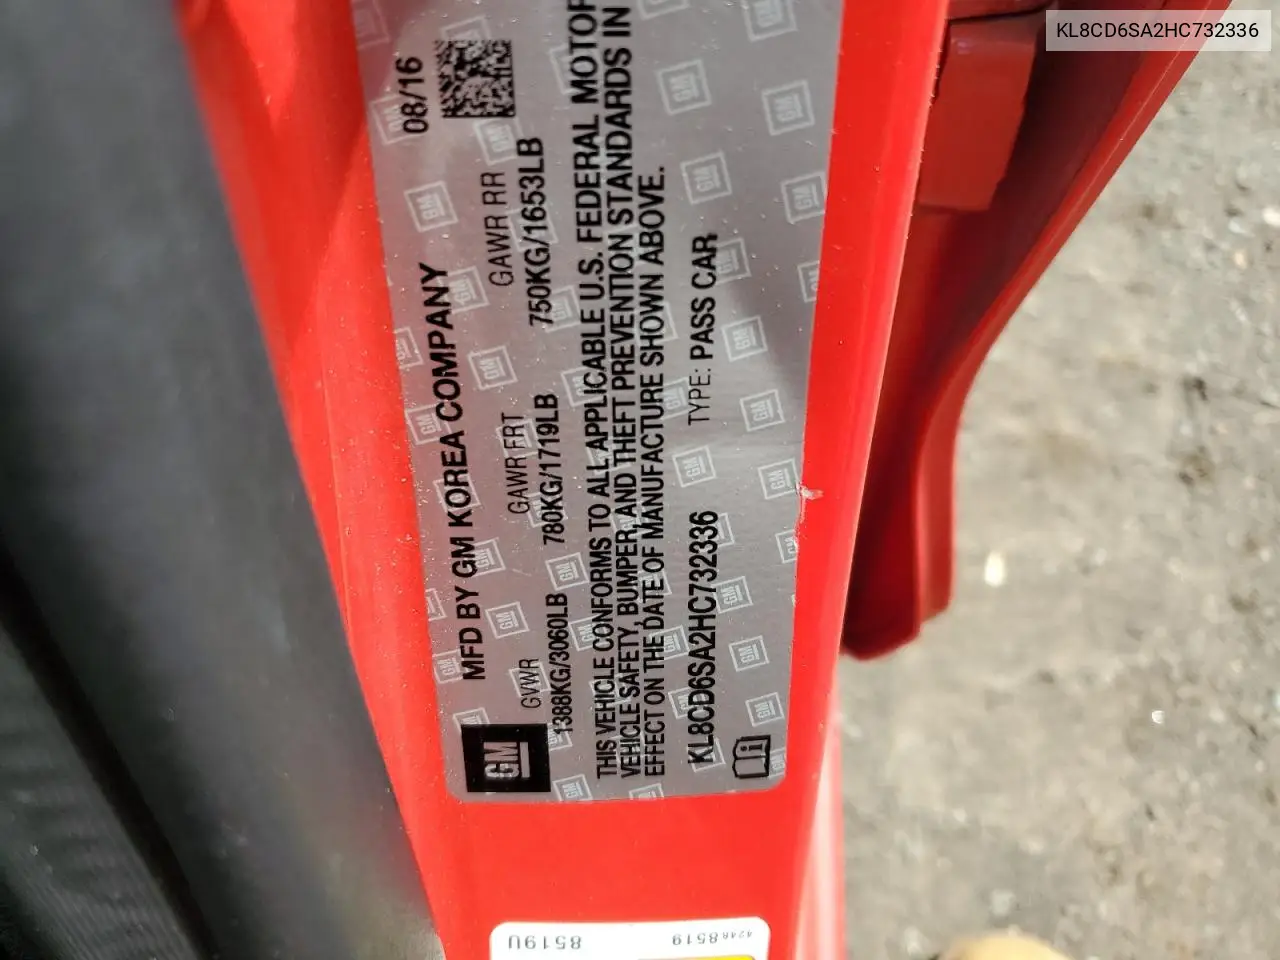 KL8CD6SA2HC732336
MFD BY GM KOREA COMPANY 08/16
GVWR GAWR FRT GAWR RR
1388KG/3060LB 780KG/1719LB 750KG/1653LB
THIS VEHICLE CONFORMS TO ALL APPLICABLE U.S. FEDERAL MOTOR
VEHICLE SAFETY, BUMPER, AND THEFT PREVENTION STANDARDS IN
EFFECT ON THE DATE OF MANUFACTURE SHOWN ABOVE.
KL8CD6SA2HC732336 TYPE: PASS CAR
GM
42488519
8519U